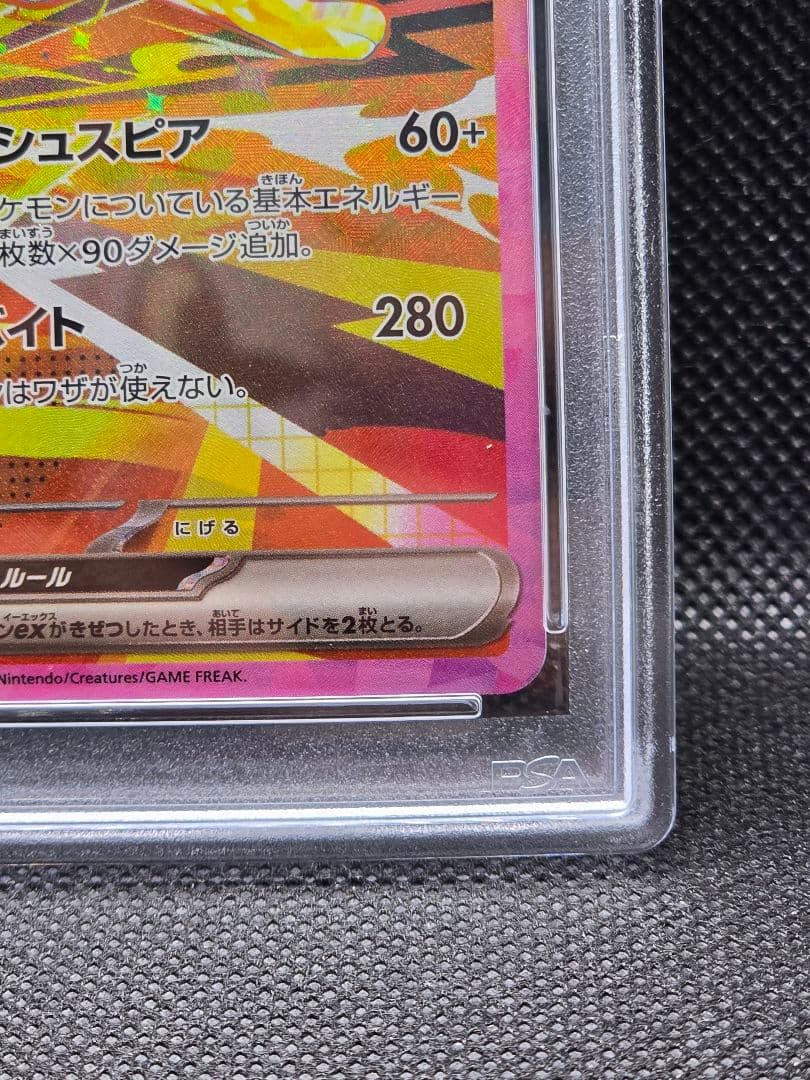 シュスピア 60+
ケモンについている基本エネルギー
枚数×90ダメージ追加。
バイト 280
ンはワザが使えない。
にげる
ルール
ンexがきぜつしたとき、相手はサイドを2枚とる。
Nintendo/Creatures/GAME FREAK.
PSA